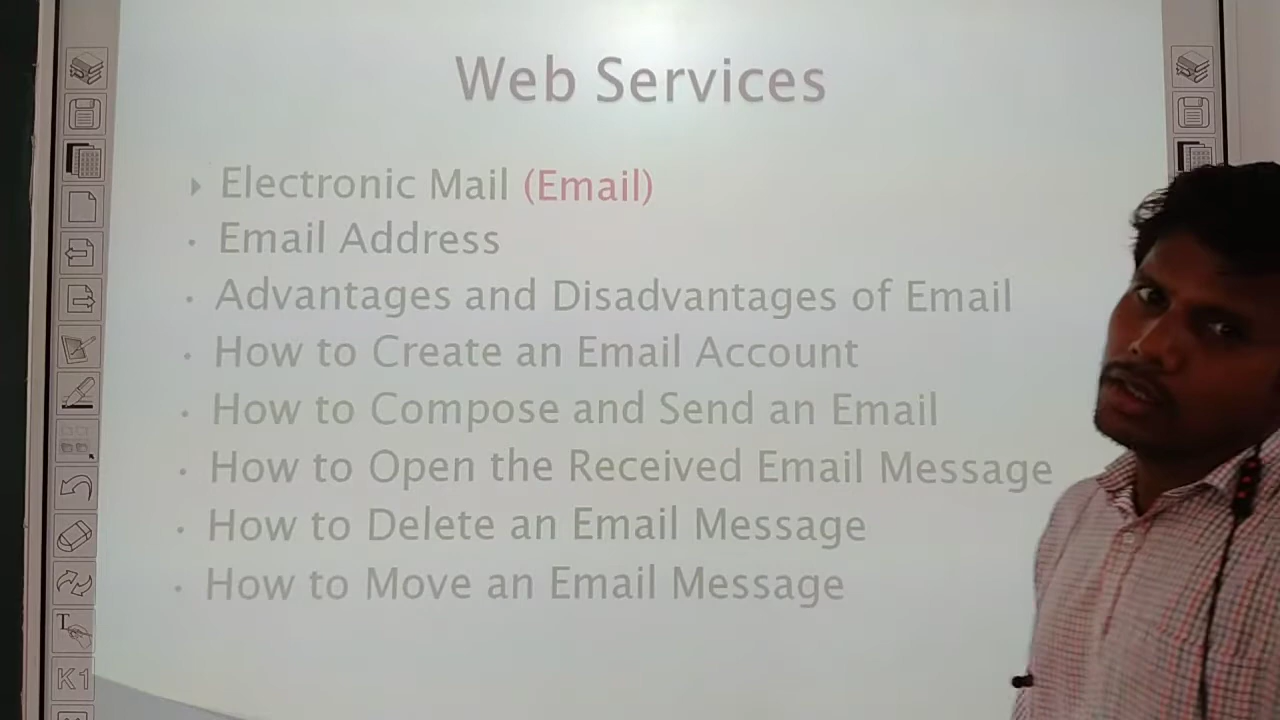 Web Services
Electronic Mail (Email)
Email Address
Advantages and Disadvantages of Email
How to Create an Email Account
How to Compose and Send an Email
How to Open the Received Email Message
How to Delete an Email Message
How to Move an Email Message
T
K1